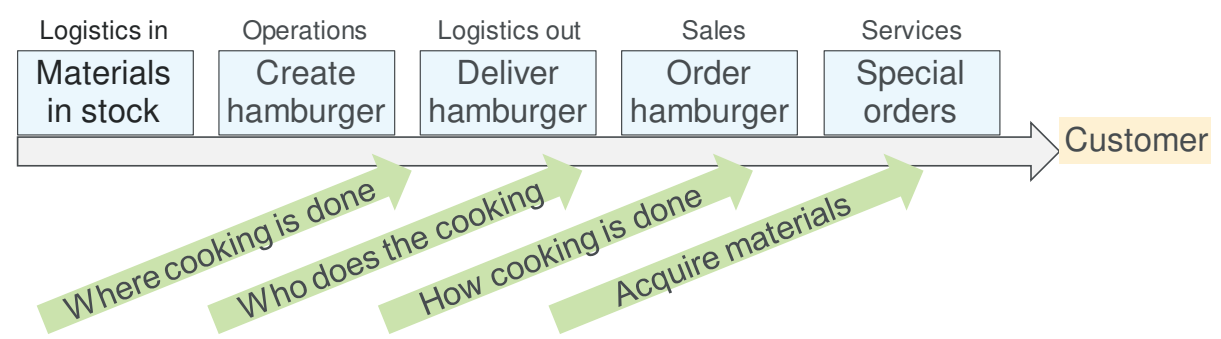 Logistics in
Operations
Logistics out
Sales
Services
Materials
in stock
Create
hamburger
Deliver
hamburger
Order
hamburger
Special
orders
Customer
Where cooking is done
Who does the cooking
How cooking is done
Acquire materials